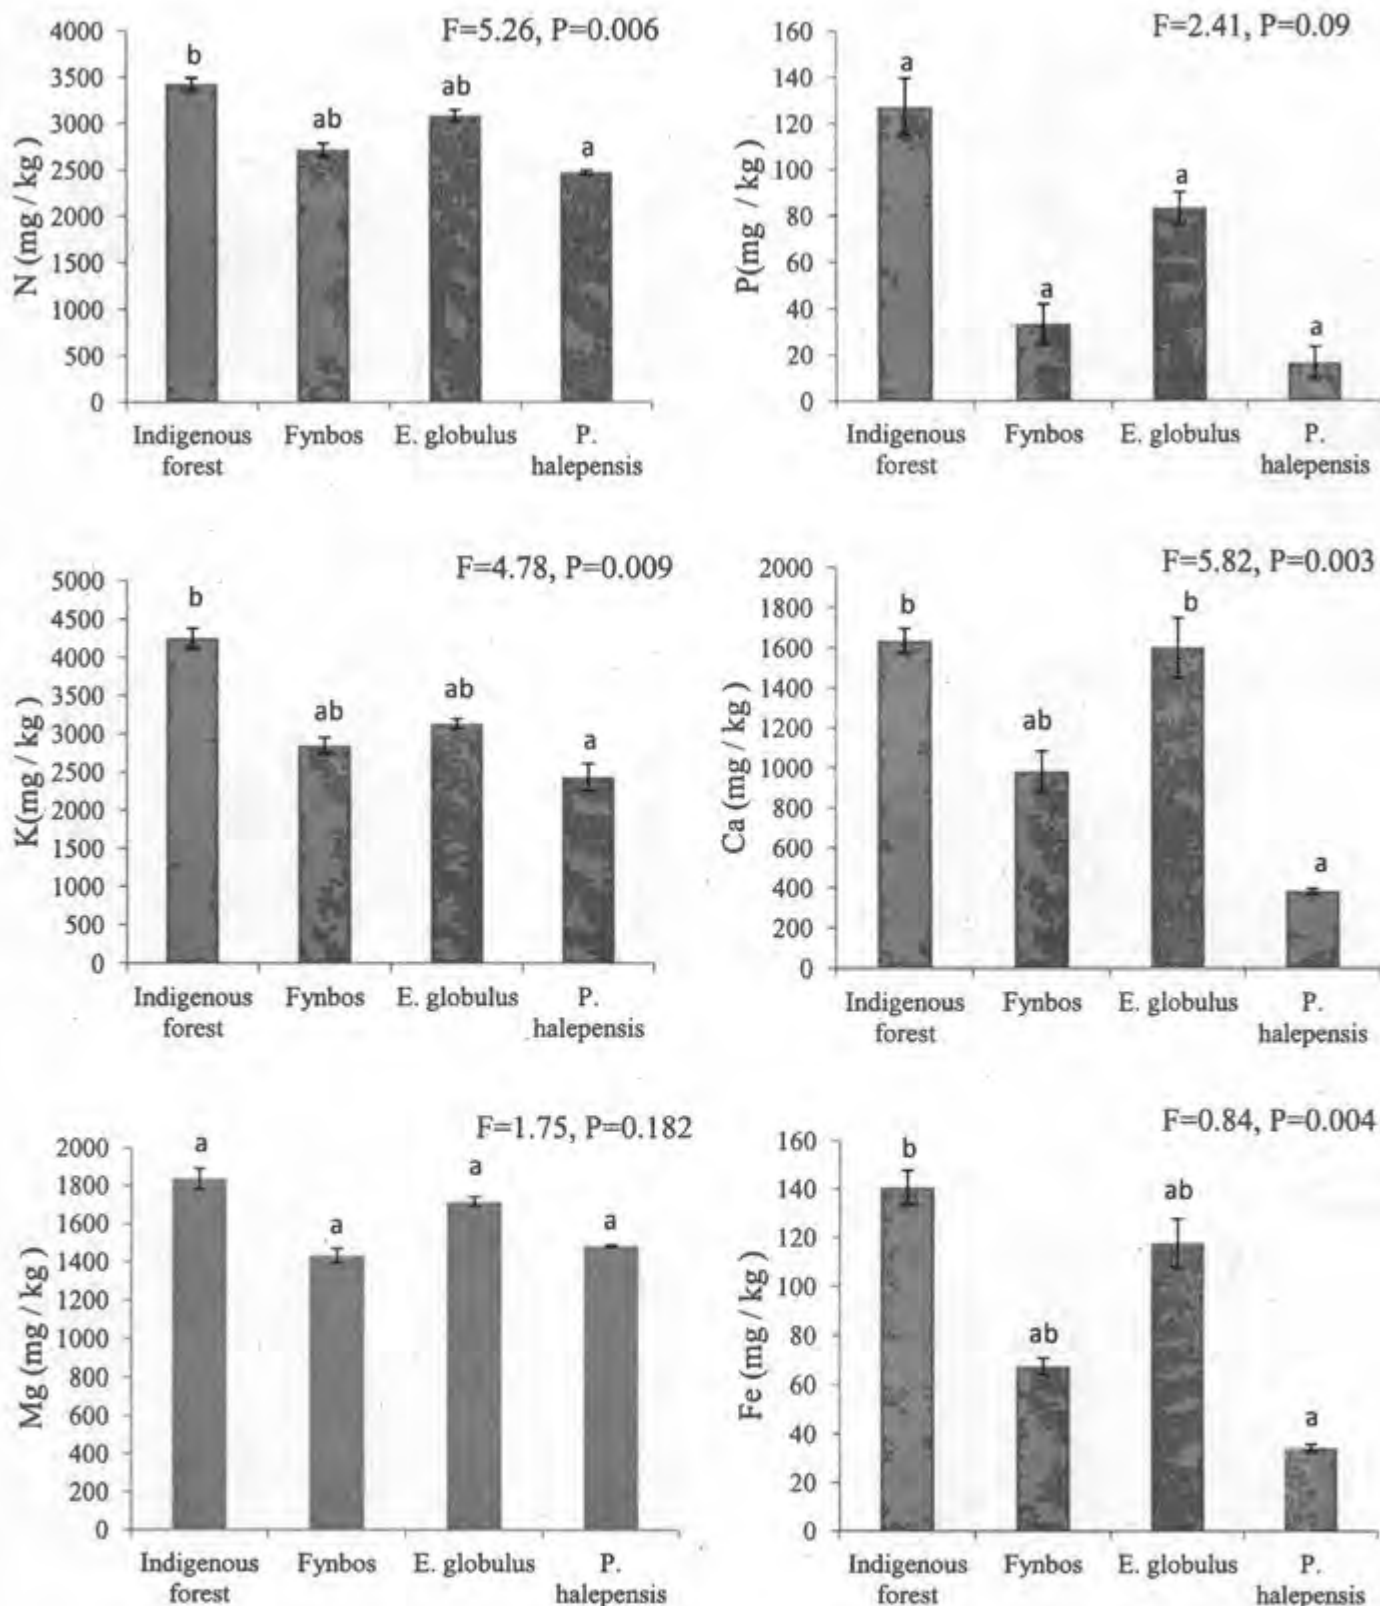 F=5.26, P=0.006
N (mg / kg )
4000
3500
3000
2500
2000
1500
1000
500
0
b
ab
ab
a
Indigenous forest
Fynbos
E. globulus
P. halepensis
F=2.41, P=0.09
P(mg / kg)
160
140
120
100
80
60
40
20
0
a
a
a
a
Indigenous forest
Fynbos
E. globulus
P. halepensis
F=4.78, P=0.009
K(mg / kg)
5000
4500
4000
3500
3000
2500
2000
1500
1000
500
0
b
ab
ab
a
Indigenous forest
Fynbos
E. globulus
P. halepensis
F=5.82, P=0.003
Ca (mg / kg )
2000
1800
1600
1400
1200
1000
800
600
400
200
0
b
ab
b
a
Indigenous forest
Fynbos
E. globulus
P. halepensis
F=1.75, P=0.182
Mg (mg / kg )
2000
1800
1600
1400
1200
1000
800
600
400
200
0
a
a
a
a
Indigenous forest
Fynbos
E. globulus
P. halepensis
F=0.84, P=0.004
Fe (mg / kg)
160
140
120
100
80
60
40
20
0
b
ab
ab
a
Indigenous forest
Fynbos
E. globulus
P. halepensis